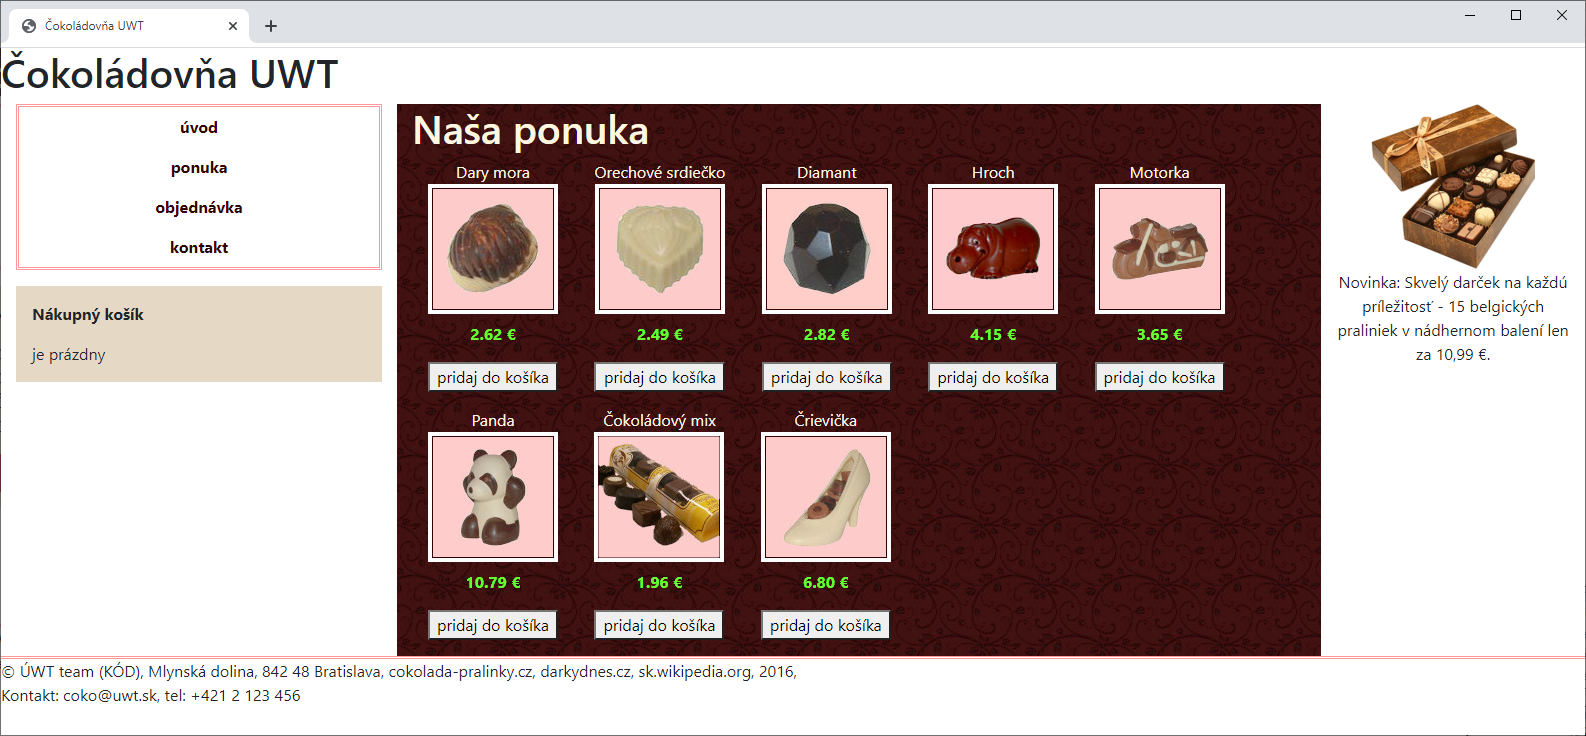 Čokoládovňa UWT
Čokoládovňa UWT
úvod
ponuka
objednávka
kontakt
Nákupný košík
je prázdny
Naša ponuka
Dary mora
Orechové srdiečko
Diamant
Hroch
Motorka
2.62 €
2.49 €
2.82 €
4.15 €
3.65 €
pridaj do košíka
pridaj do košíka
pridaj do košíka
pridaj do košíka
pridaj do košíka
Panda
Čokoládový mix
Črievička
10.79 €
1.96 €
6.80 €
pridaj do košíka
pridaj do košíka
pridaj do košíka
Novinka: Skvelý darček na každú
príležitosť - 15 belgických
praliniek v nádhernom balení len
za 10,99 €.
© ÚWT team (KÓD), Mlynská dolina, 842 48 Bratislava, cokolada-pralinky.cz, darkydnes.cz, sk.wikipedia.org, 2016,
Kontakt: coko@uwt.sk, tel: +421 2 123 456